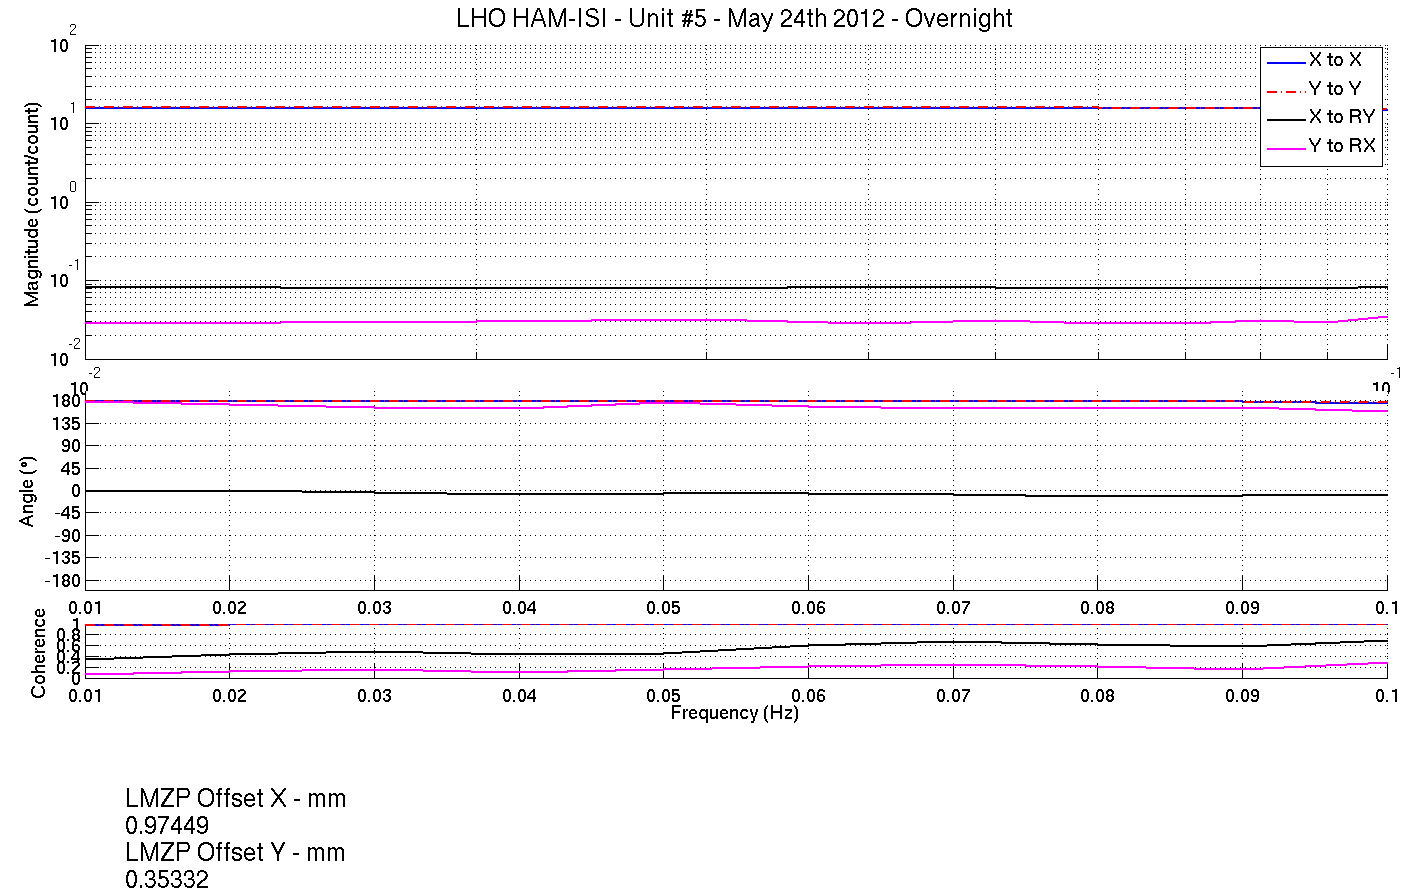 LHO HAM-ISI - Unit #5 - May 24th 2012 - Overnight
Magnitude (count/count)
10^2
10^1
10^0
10^-1
10^-2
X to X
Y to Y
X to RY
Y to RX
10^-2
10^-1
Angle (°)
180
135
90
45
0
-45
-90
-135
-180
0.01 0.02 0.03 0.04 0.05 0.06 0.07 0.08 0.09 0.1
Coherence
1
0.8
0.6
0.4
0.2
0
0.01 0.02 0.03 0.04 0.05 0.06 0.07 0.08 0.09 0.1
Frequency (Hz)
LMZP Offset X - mm
0.97449
LMZP Offset Y - mm
0.35332